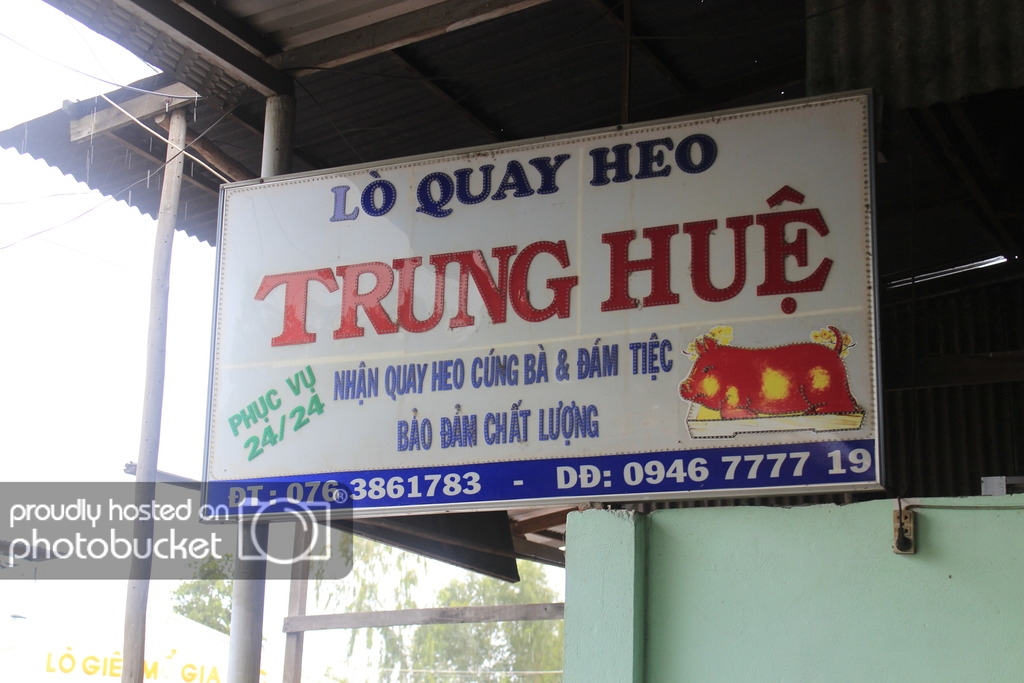 LÒ QUAY HEO
TRUNG HUỆ
PHỤC VỤ
24/24
NHẬN QUAY HEO CÚNG BÀ & ĐÁM TIỆC
BẢO ĐẢM CHẤT LƯỢNG
ĐT: 076 3861783 - DĐ: 0946 7777 19
proudly hosted on
photobucket®
LÒ GIẾ MỔ GIA